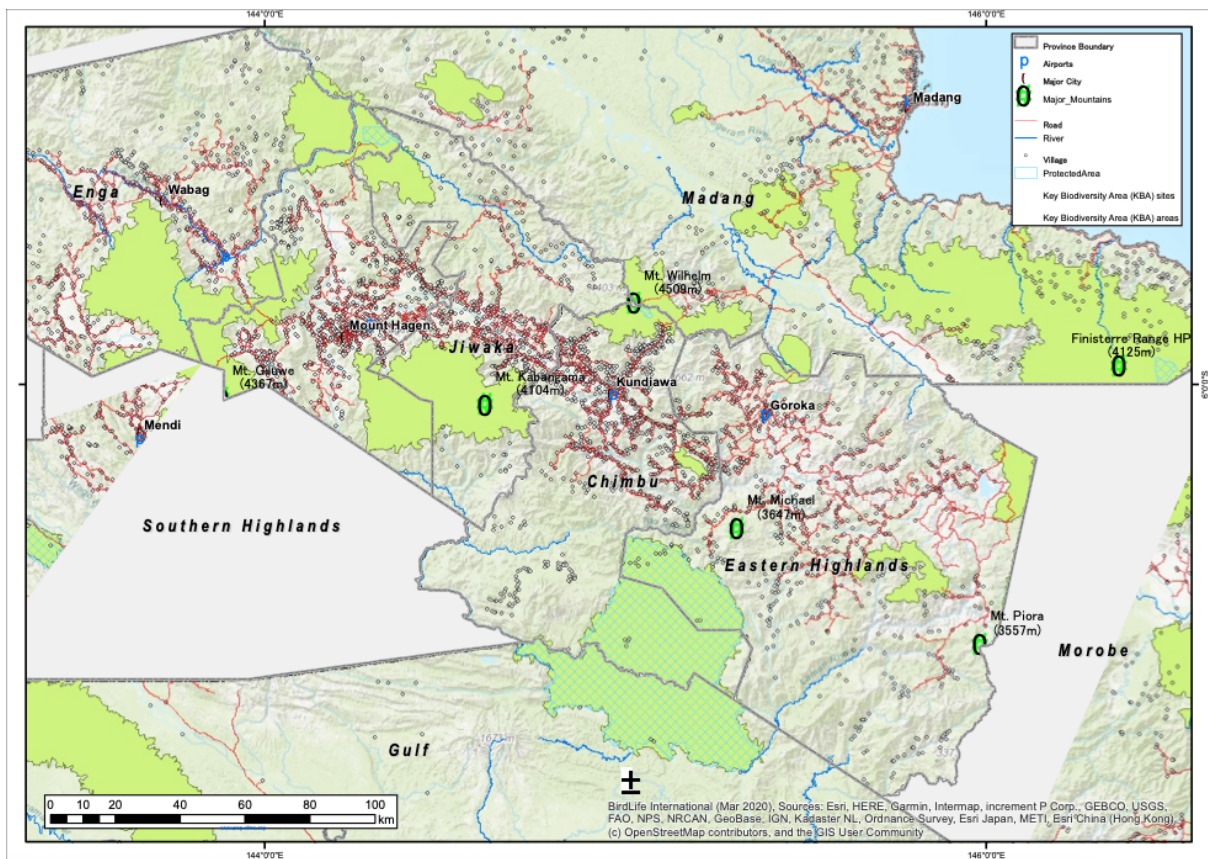 144°0'0"E
146°0'0"E
Province Boundary
Airports
Major City
Major_Mountains
Road
River
Village
ProtectedArea
Key Biodiversity Area (KBA) sites
Key Biodiversity Area (KBA) areas
Madang
Enga
Wabag
Madang
Mt. Wilhelm
(4509m)
Mount Hagen
Jiwaka
Finisterre Range HP
(4125m)
Mt. Giluwe
(4367m)
Mt. Kabangama
(4104m)
Kundiawa
6°0'0"S
Goroka
Mendi
Chimbu
Mt. Michael
(3647m)
Southern Highlands
Eastern Highlands
Mt. Piora
(3557m)
Morobe
1673 m
Gulf
0 10 20 40 60 80 100
km
BirdLife International (Mar 2020), Sources: Esri, HERE, Garmin, Intermap, increment P Corp., GEBCO, USGS,
FAO, NPS, NRCAN, GeoBase, IGN, Kadaster NL, Ordnance Survey, Esri Japan, METI, Esri China (Hong Kong),
(c) OpenStreetMap contributors, and the GIS User Community
144°0'0"E
146°0'0"E